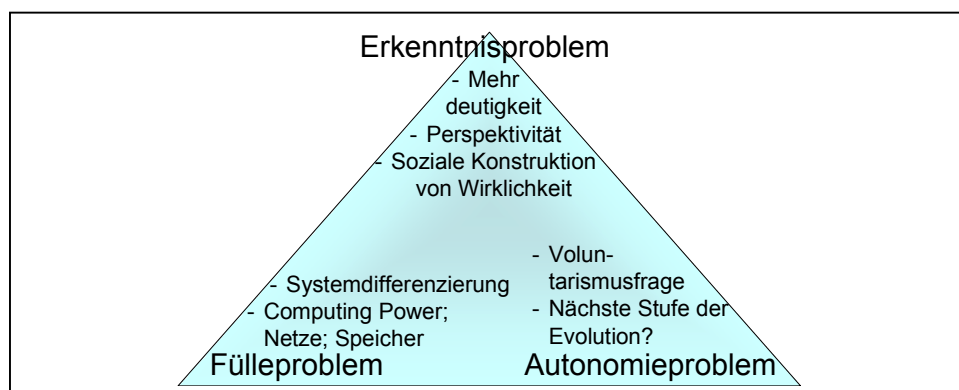 Erkenntnisproblem
- Mehr
deutigkeit
- Perspektivität
- Soziale Konstruktion
von Wirklichkeit
- Systemdifferenzierung
- Computing Power;
Netze; Speicher
Fülleproblem
- Volun-
tarismusfrage
- Nächste Stufe der
Evolution?
Autonomieproblem